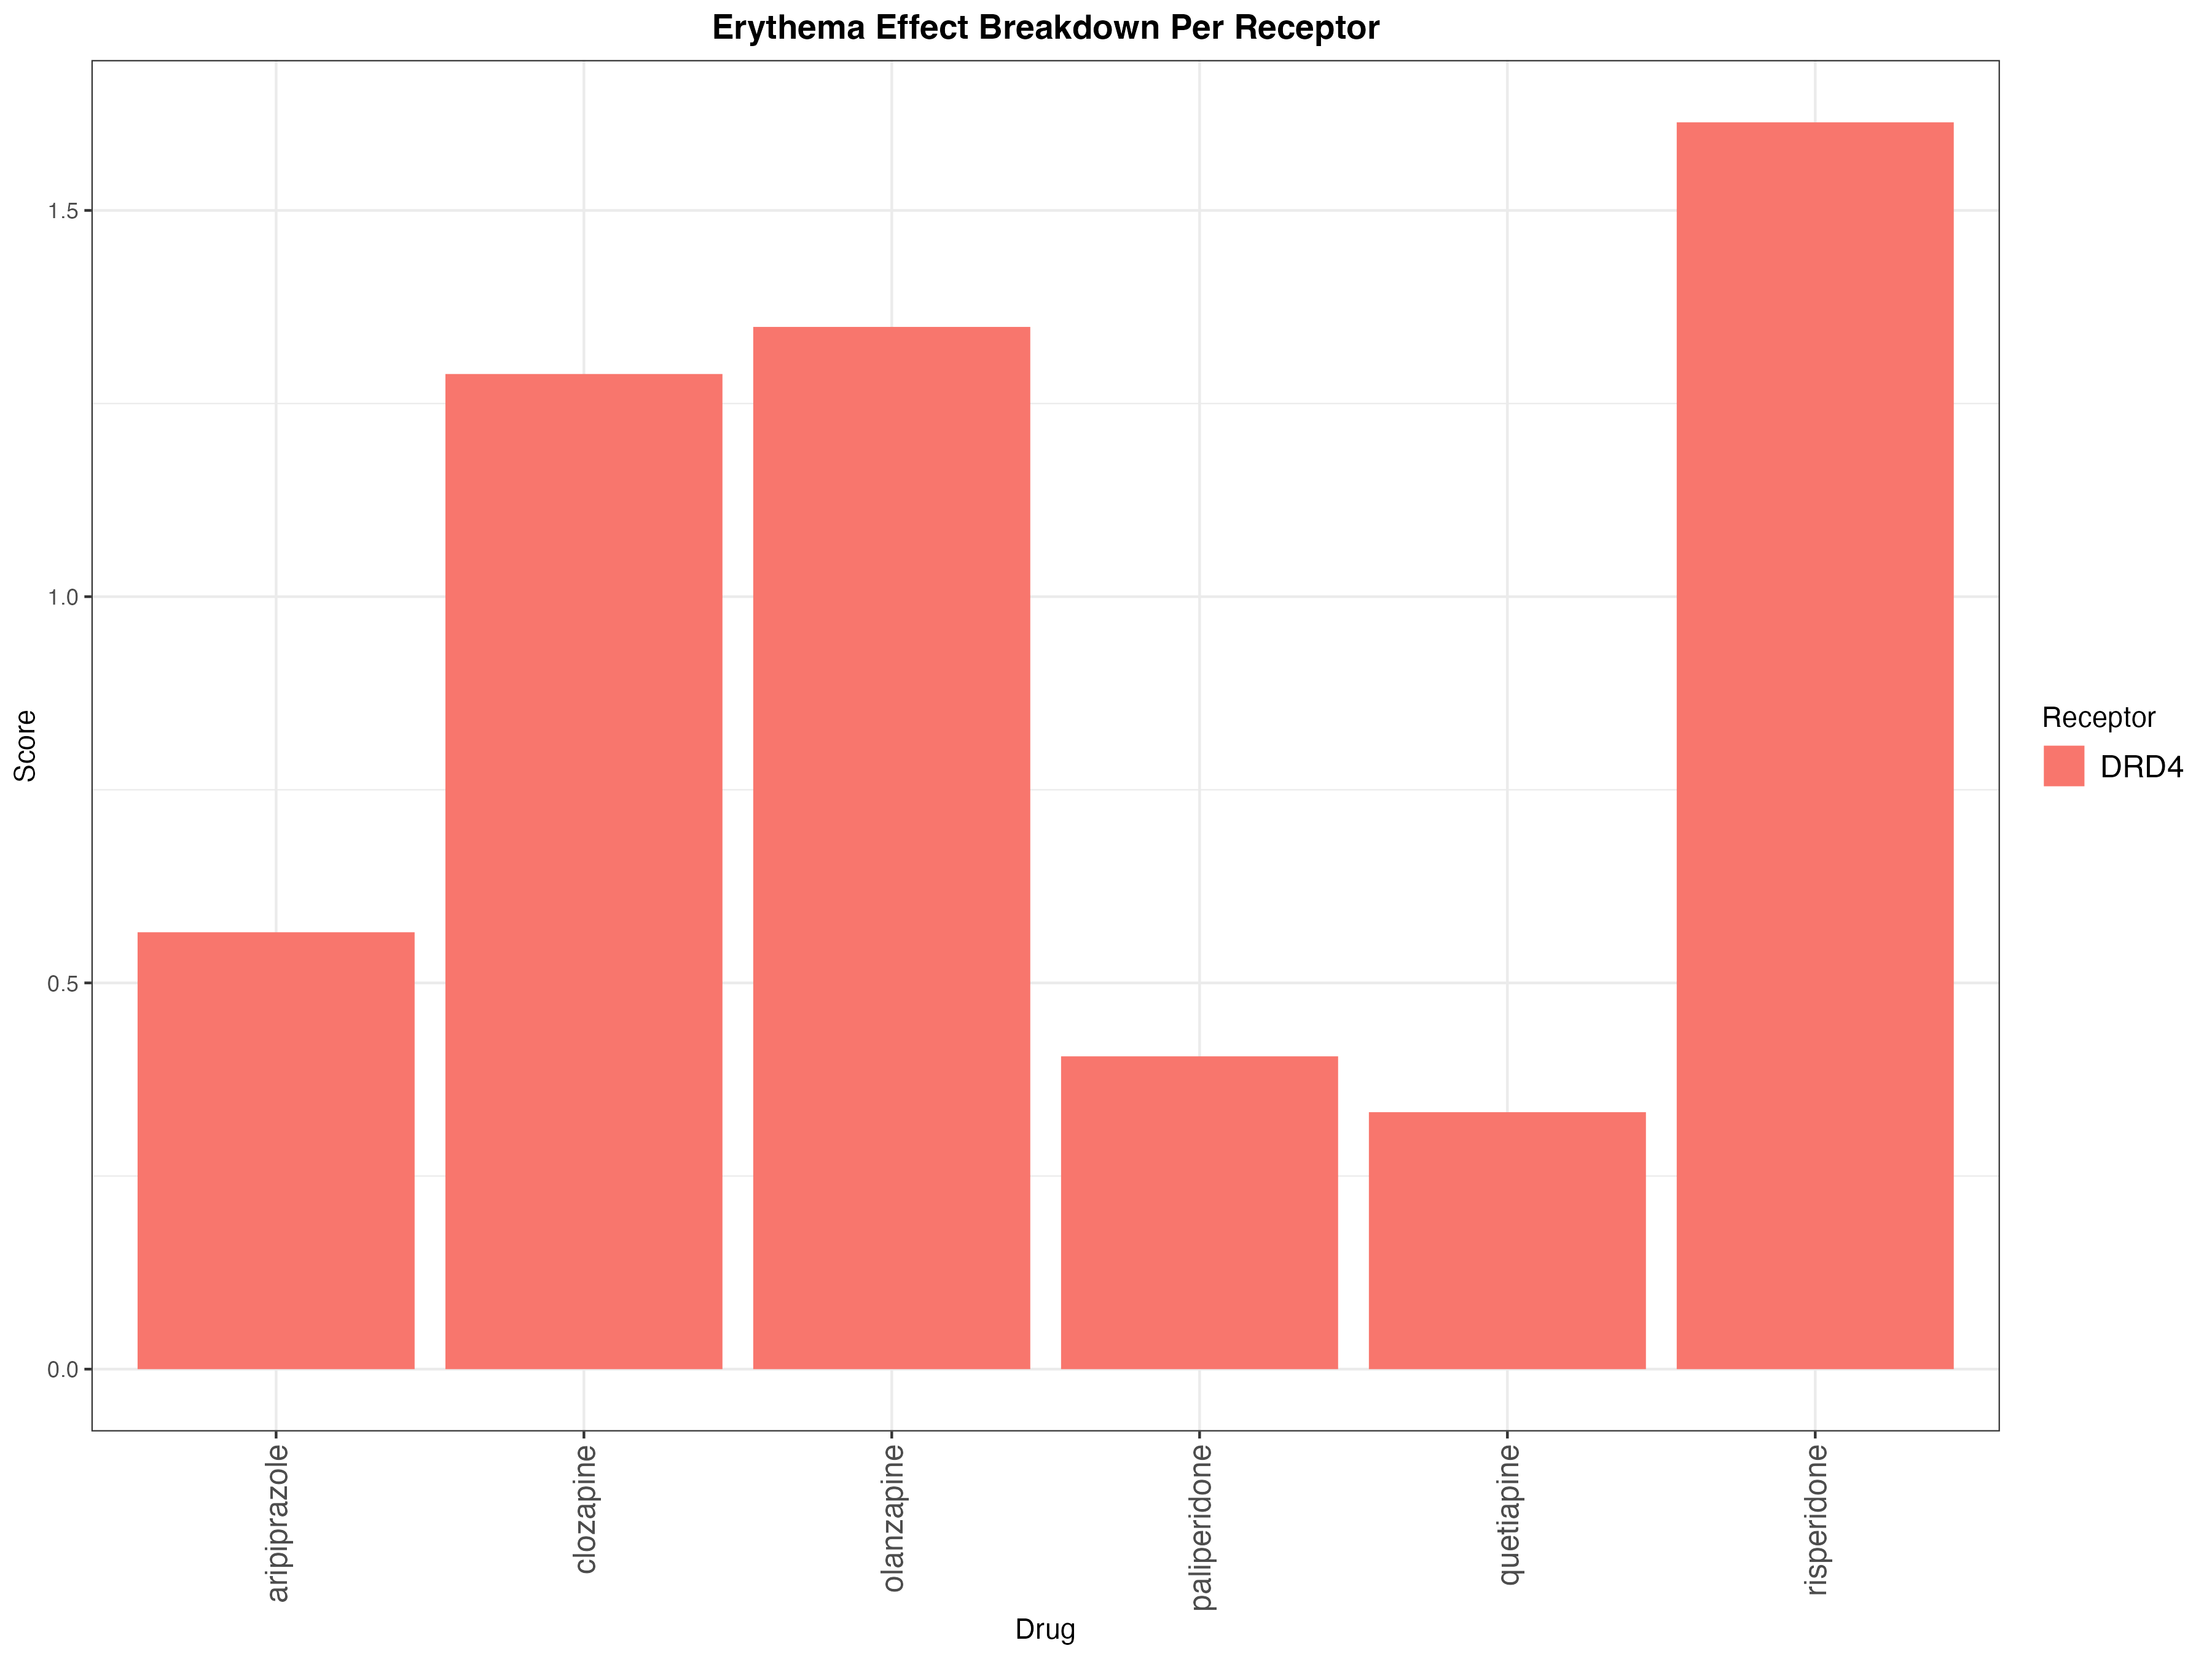 Erythema Effect Breakdown Per Receptor
Score
1.5
1.0
0.5
0.0
aripiprazole
clozapine
olanzapine
paliperidone
quetiapine
risperidone
Drug
Receptor
DRD4